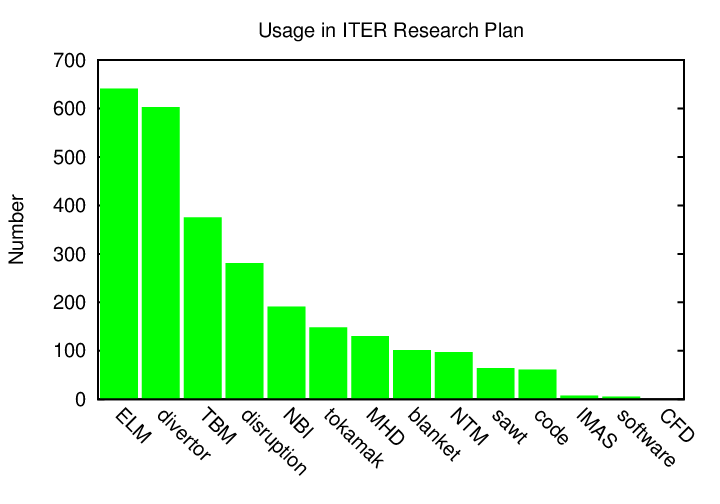 Usage in ITER Research Plan
Number
700
600
500
400
300
200
100
0
ELM
divertor
TBM
disruption
NBI
tokamak
MHD
blanket
NTM
sawt
code
IMAS
software
CFD